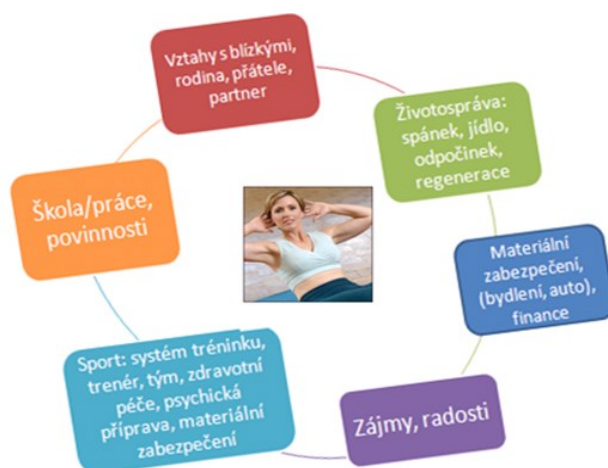 Vztahy s blízkými,
rodina, přátele,
partner
Životospráva:
spánek, jídlo,
odpočinek,
regenerace
Materiální
zabezpečení,
(bydlení, auto),
finance
Zájmy, radosti
Sport: systém tréninku,
trenér, tým, zdravotní
péče, psychická
příprava, materiální
zabezpečení
Škola/práce,
povinnosti